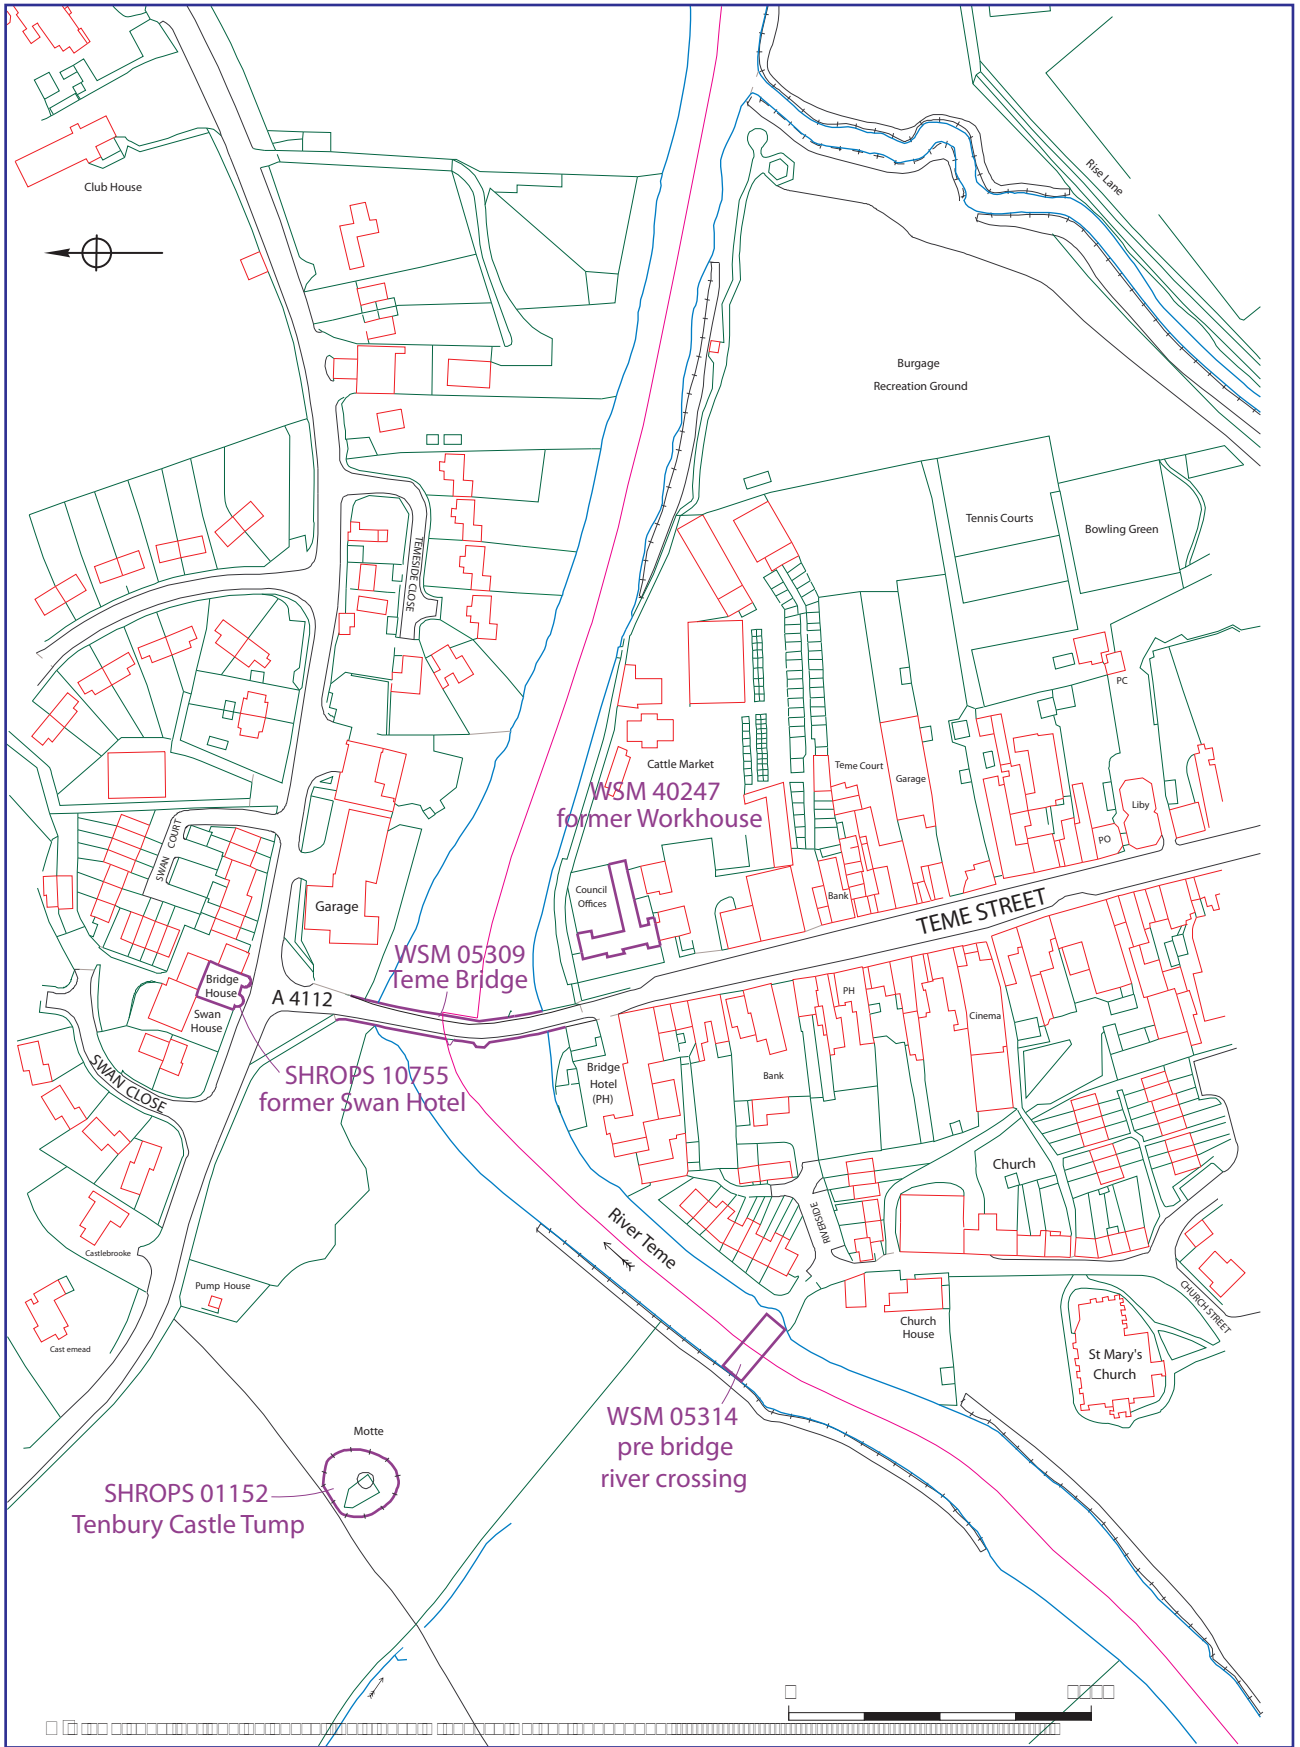 Club House
Rise Lane
Burgage
Recreation Ground
Tennis Courts
Bowling Green
TEMESIDE CLOSE
PC
Cattle Market
Teme Court
Garage
WSM 40247
former Workhouse
Liby
PO
SWAN COURT
Council
Offices
Bank
Garage
TEME STREET
WSM 05309
Teme Bridge
Bridge
House
A 4112
PH
Swan
House
Cinema
SWAN CLOSE
SHROPS 10755
former Swan Hotel
Bridge
Hotel
(PH)
Bank
Church
RIVERSIDE
River Teme
Castlebrooke
Pump House
CHURCH STREET
Church
House
Cast emead
St Mary's
Church
WSM 05314
pre bridge
river crossing
Motte
SHROPS 01152
Tenbury Castle Tump